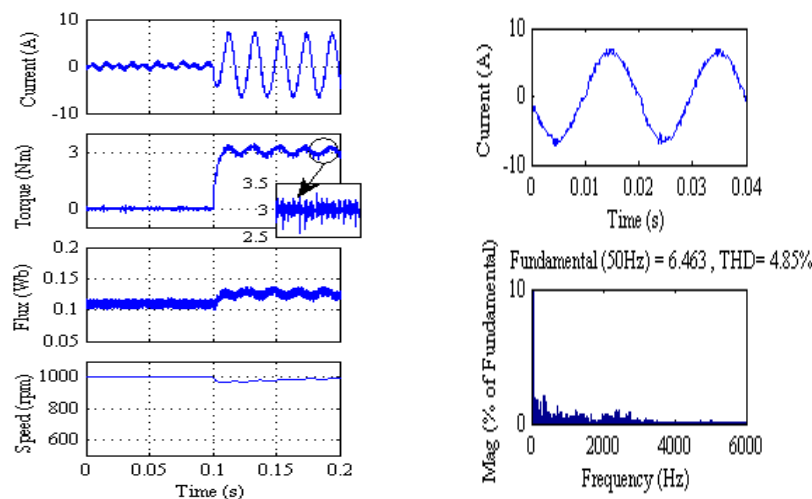 10
0
-10
Current (A)
3
0
Torque (Nm)
3.5
3
2.5
0.2
0.15
0.1
0.05
Flux (Wb)
1000
800
600
Speed (rpm)
0 0.05 0.1 0.15 0.2
Time (s)
10
0
-10
Current (A)
0 0.01 0.02 0.03 0.04
Time (s)
Fundamental (50Hz) = 6.463 , THD= 4.85%
10
0
Mag (% of Fundamental)
0 2000 4000 6000
Frequency (Hz)